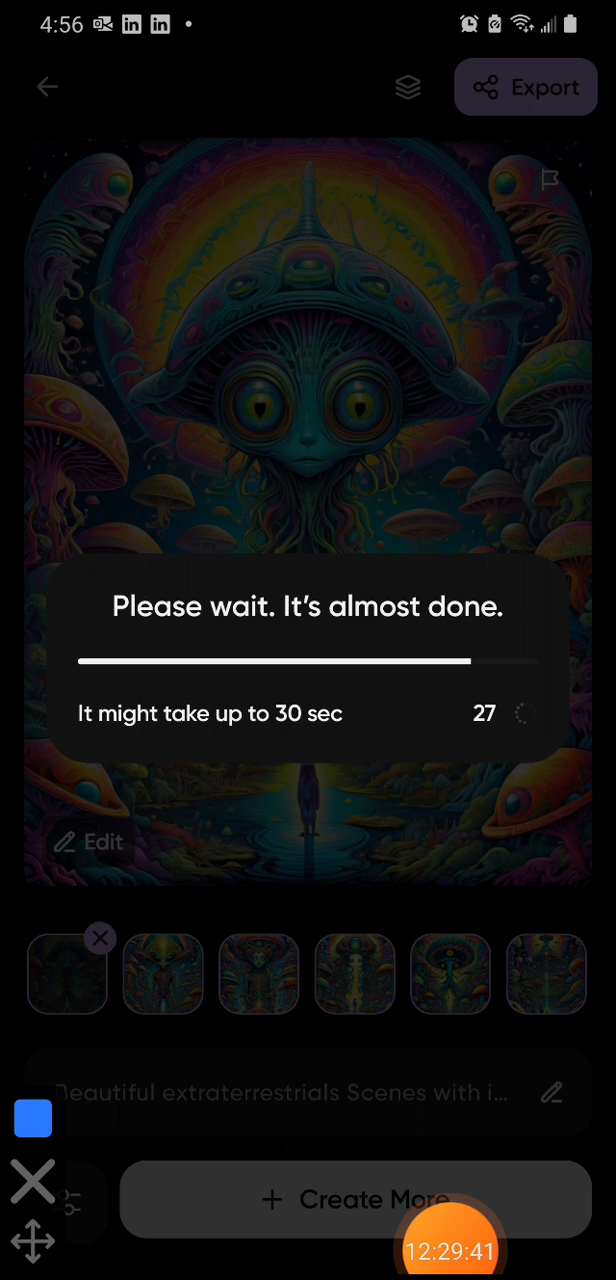 4:56
Export
Please wait. It's almost done.
It might take up to 30 sec 27
Edit
Beautiful extraterrestrials Scenes with i...
Create More
12:29:41